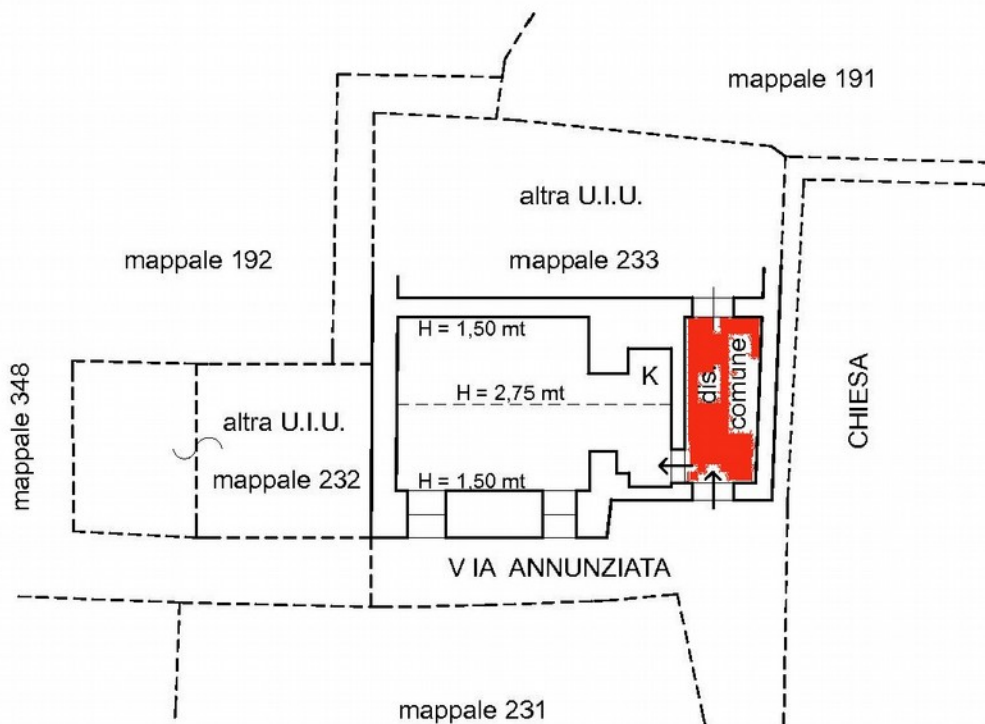 mappale 191
altra U.I.U.
mappale 233
mappale 192
H = 1,50 mt
K
dis.
comune
H = 2,75 mt
CHIESA
mappale 348
altra U.I.U.
mappale 232
H = 1,50 mt
V IA ANNUNZIATA
mappale 231